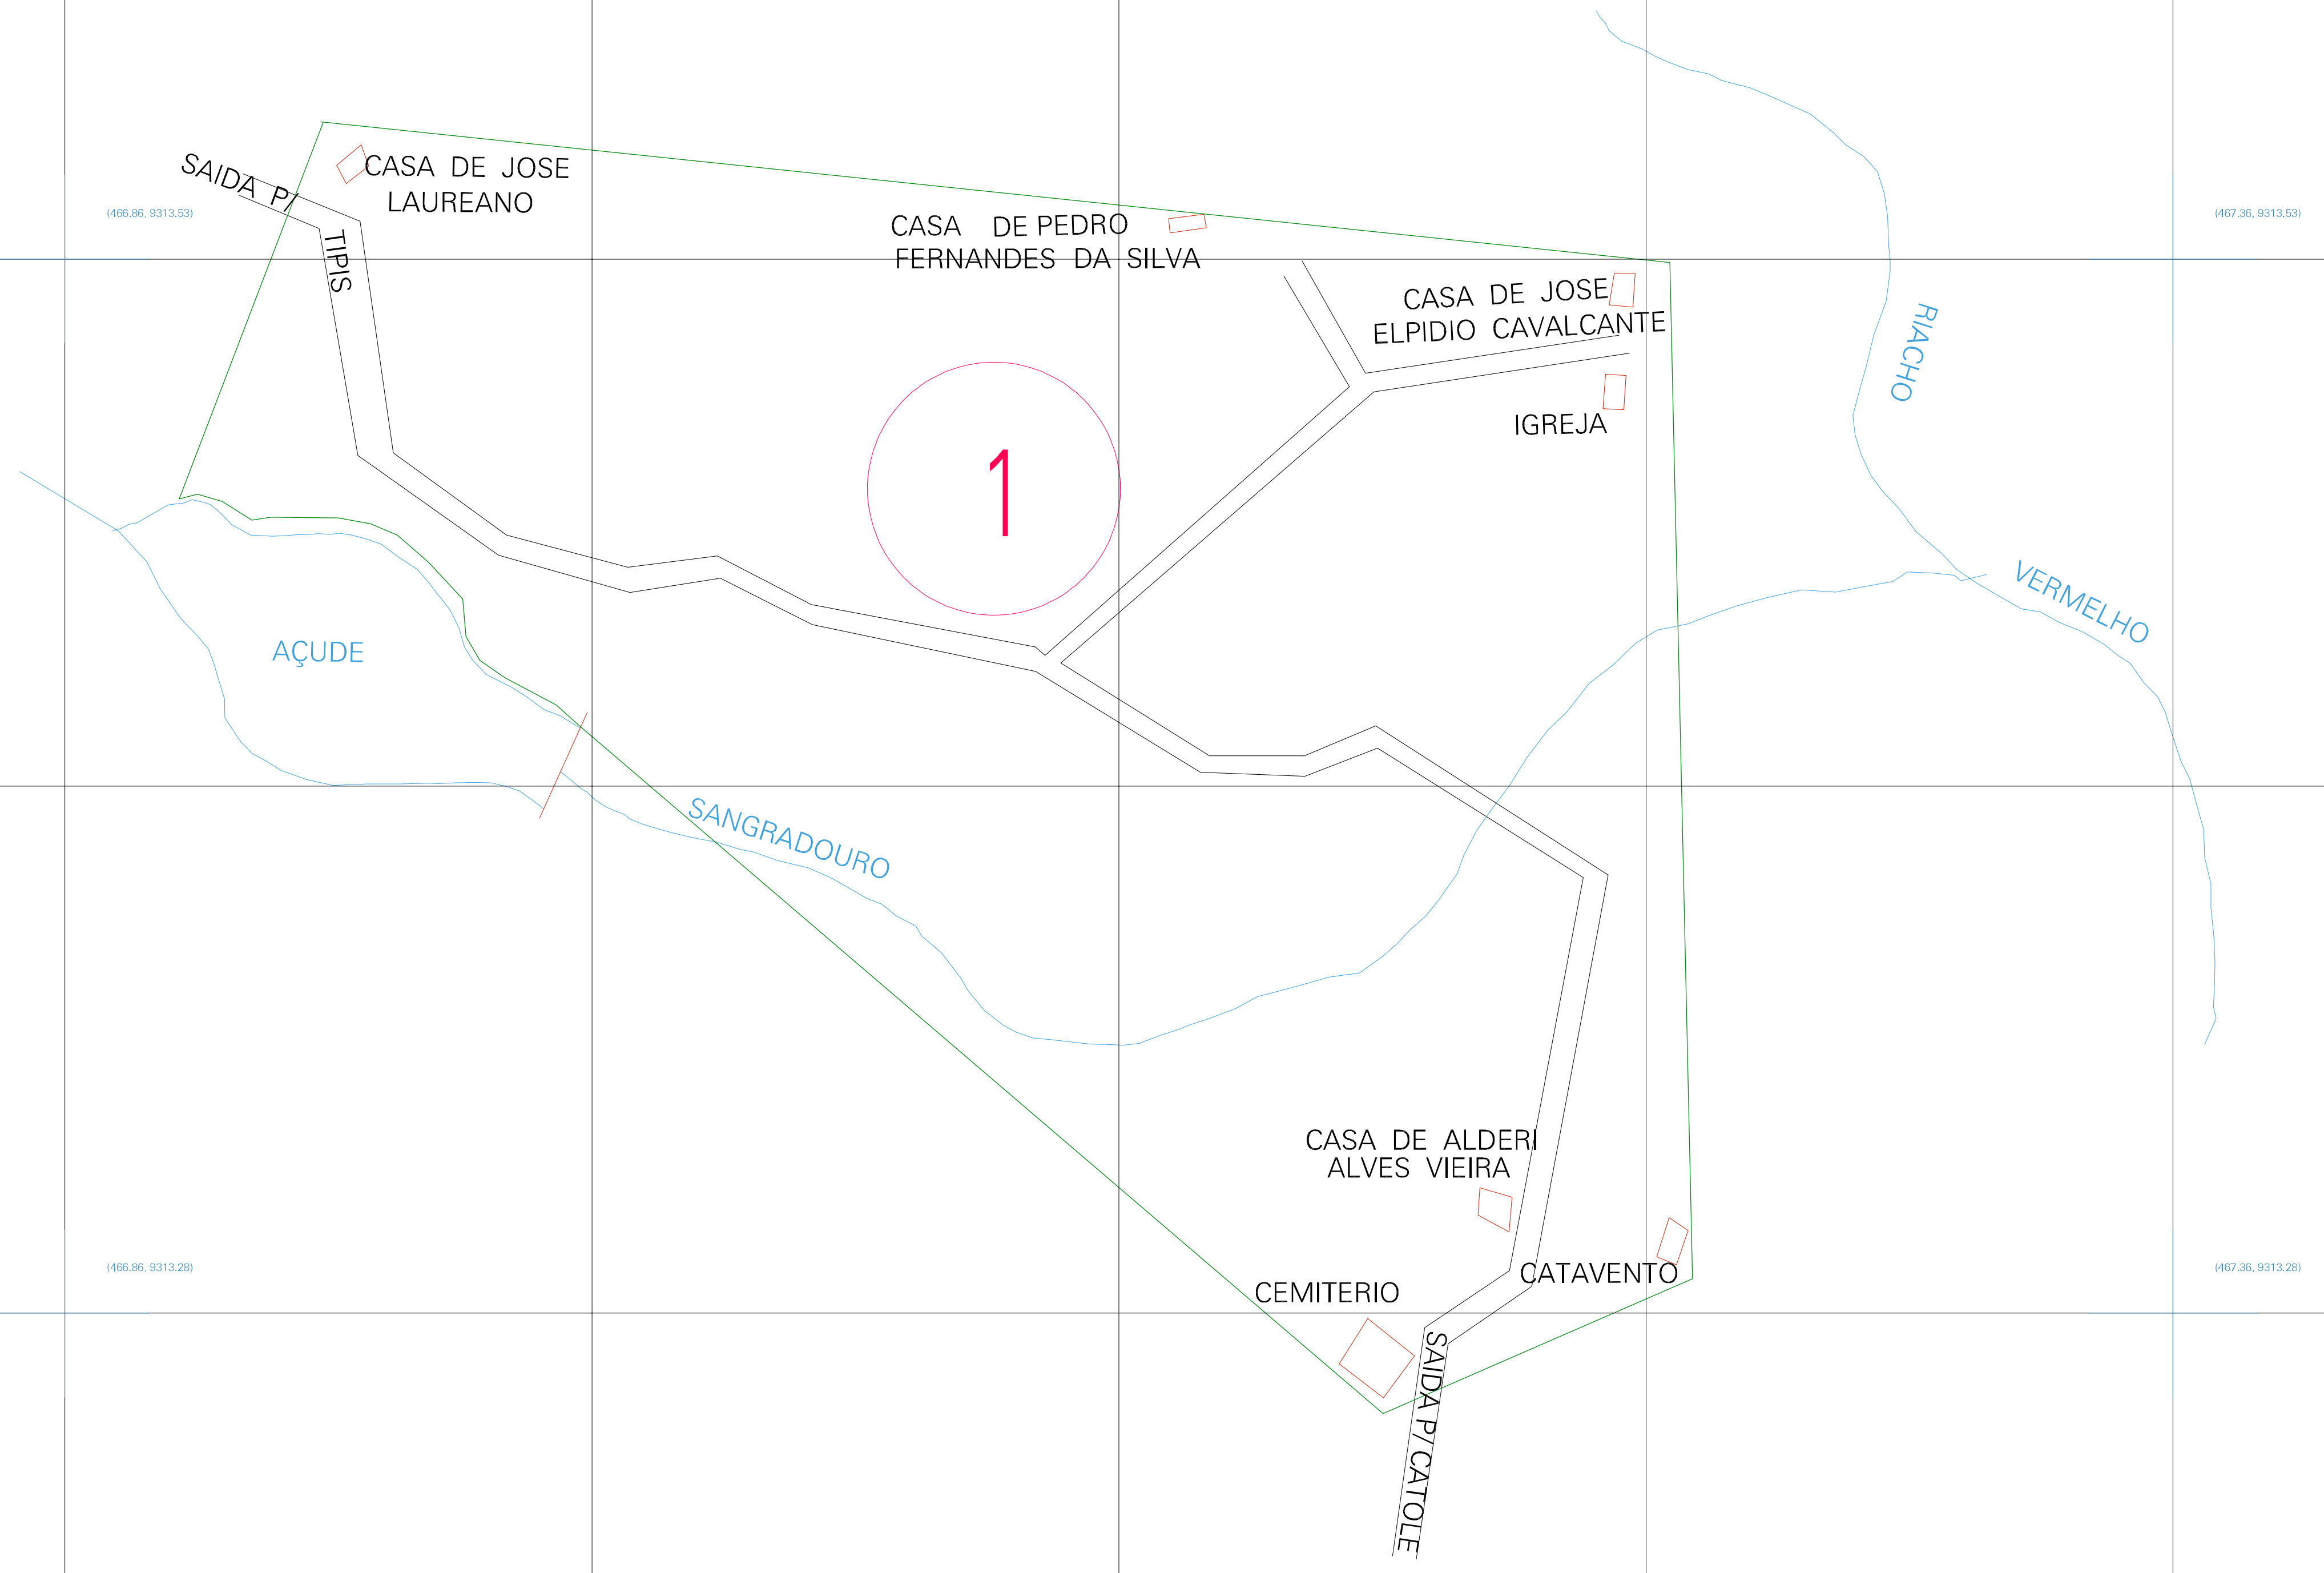 SAIDA P/
TIPIS
CASA DE JOSE
LAUREANO
(466.86, 9313.53)
CASA DE PEDRO
FERNANDES DA SILVA
(467.36, 9313.53)
CASA DE JOSE
ELPIDIO CAVALCANTE
IGREJA
RIACHO
VERMELHO
1
AÇUDE
SANGRADOURO
CASA DE ALDERI
ALVES VIEIRA
(466.86, 9313.28)
CATAVENTO
(467.36, 9313.28)
CEMITERIO
SAIDA P/ CATOLE